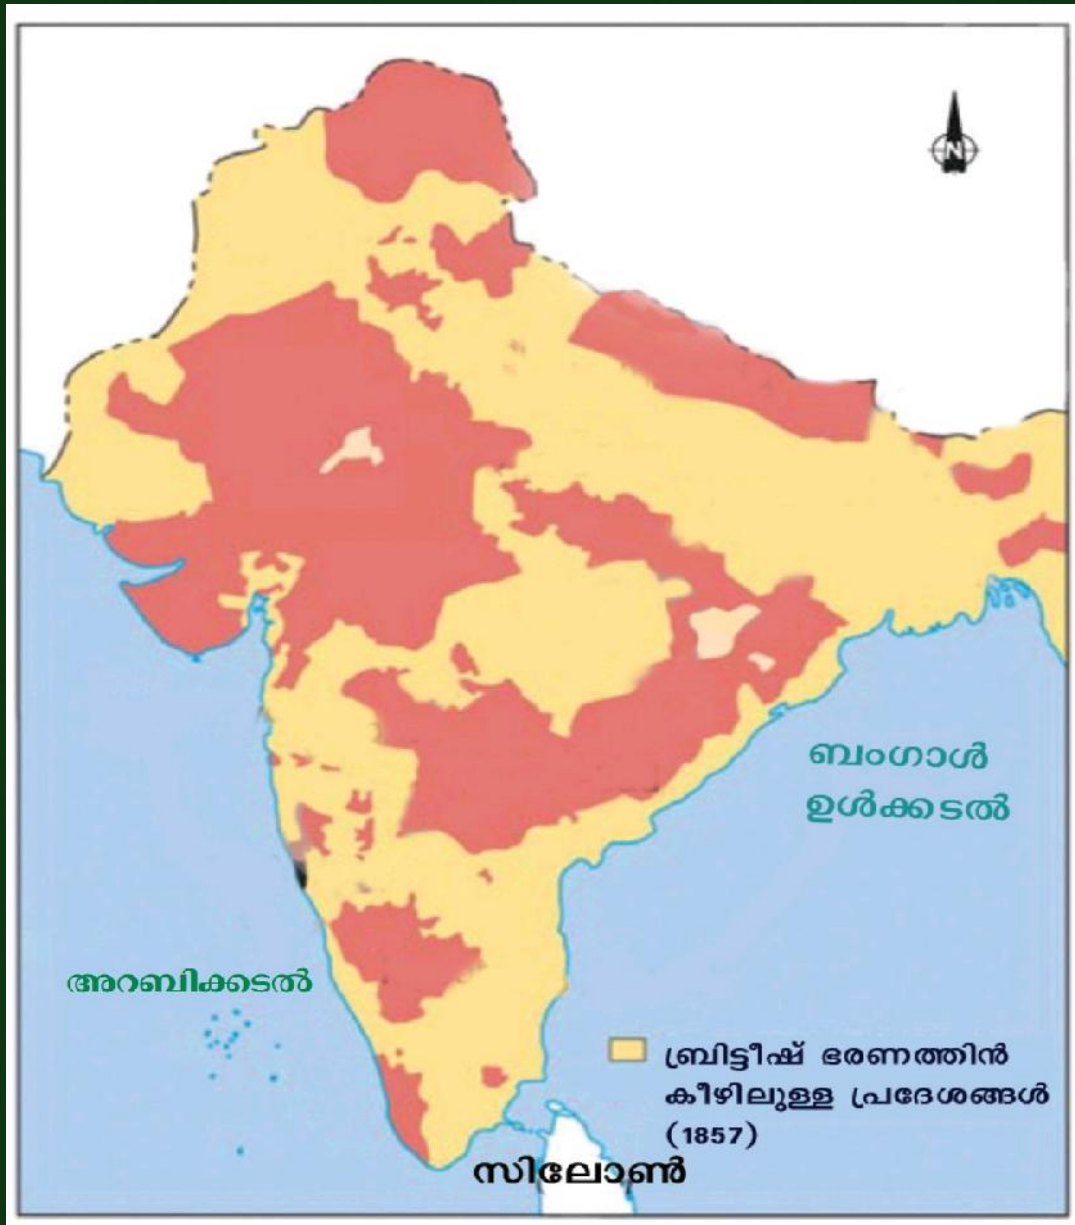 N
ബംഗാൾ
ഉൾക്കടൽ
അറബിക്കടൽ
ബ്രിട്ടീഷ് ഭരണത്തിൻ
കീഴിലുള്ള പ്രദേശങ്ങൾ
(1857)
സിലോൺ